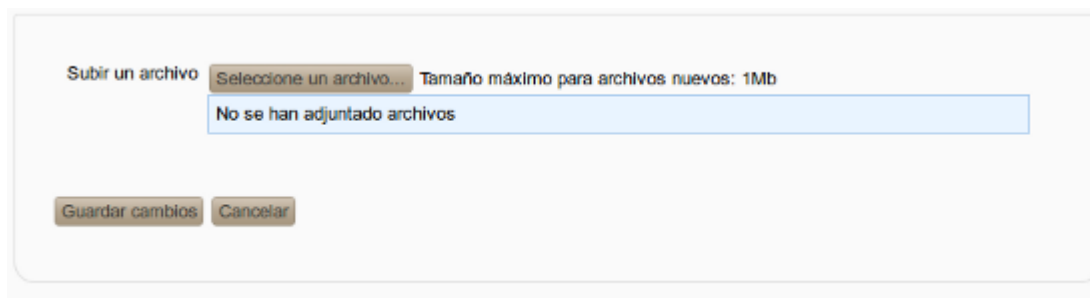 Subir un archivo Seleccione un archivo... Tamaño máximo para archivos nuevos: 1Mb
No se han adjuntado archivos
Guardar cambios Cancelar